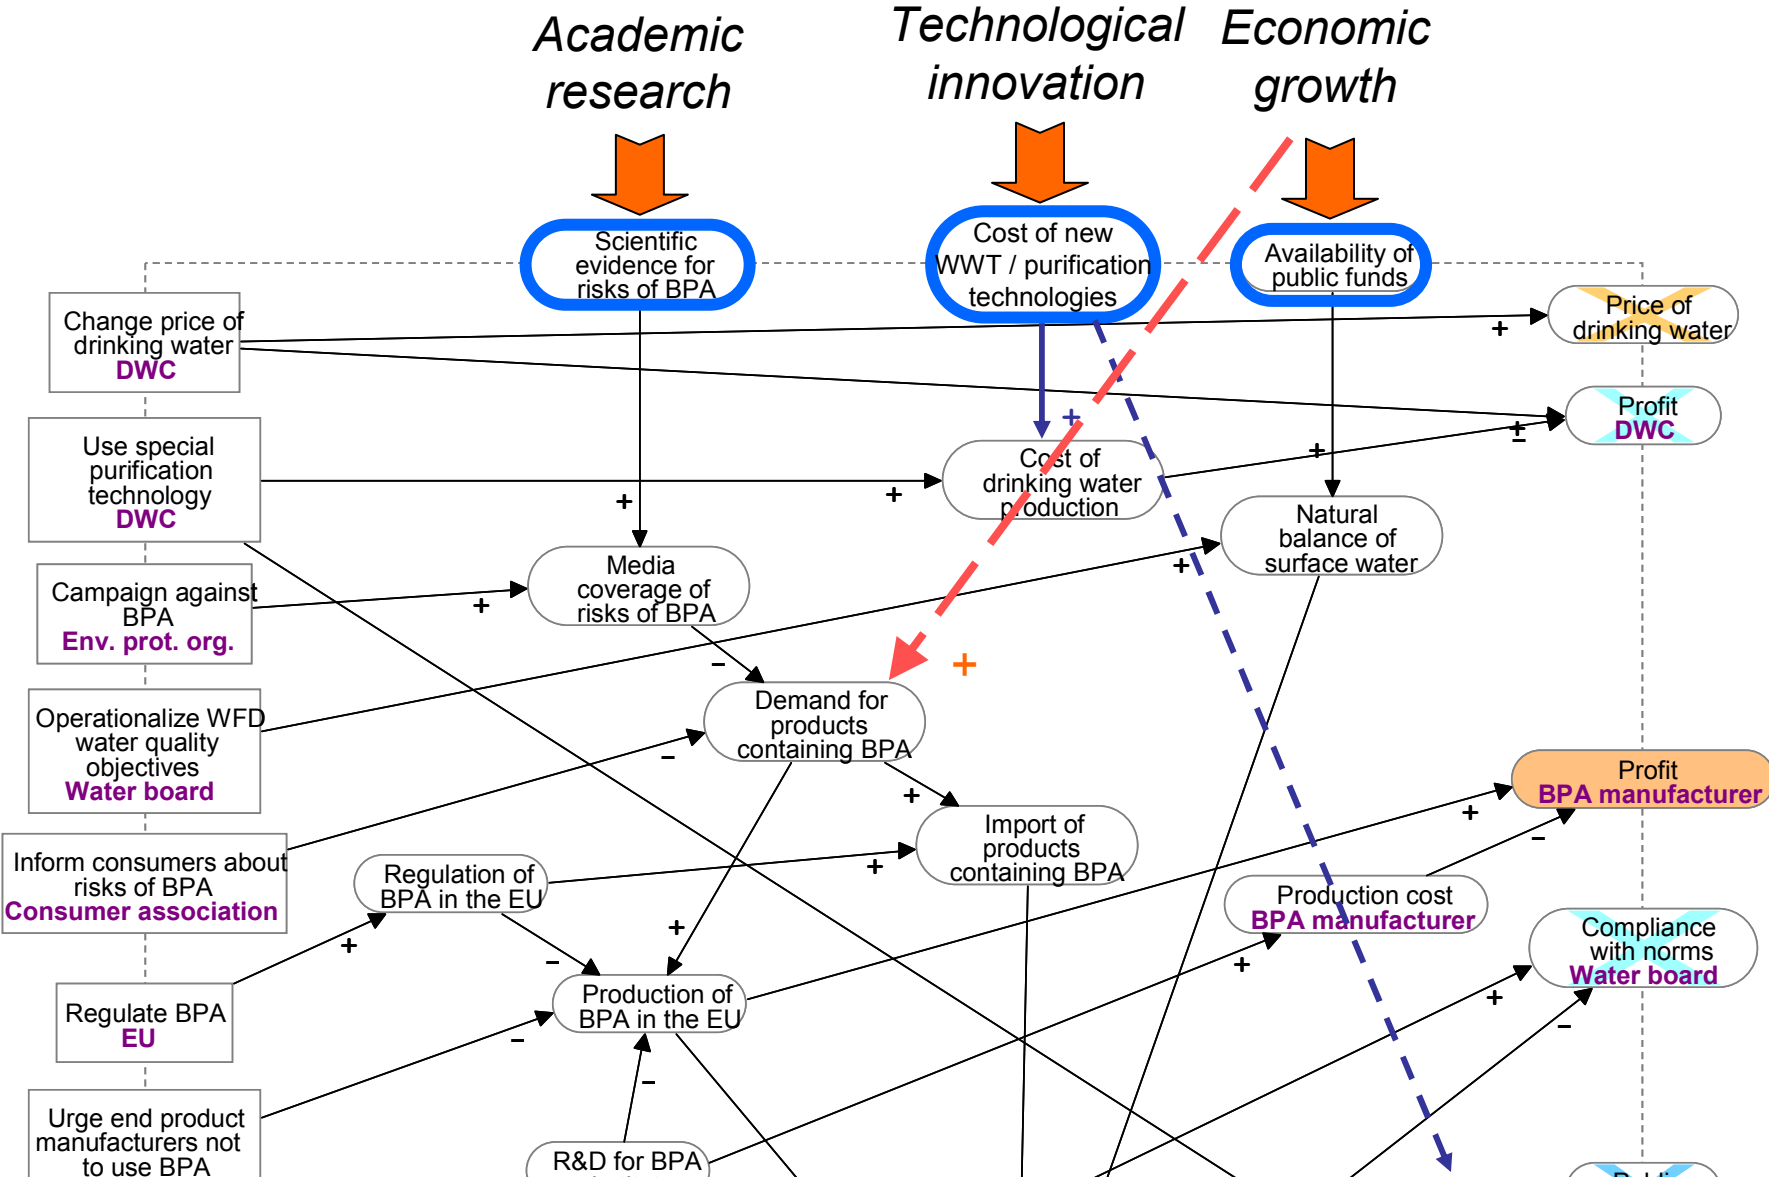 Academic
research
Technological
innovation
Economic
growth
Scientific
evidence for
risks of BPA
Cost of new
WWT / purification
technologies
Availability of
public funds
Change price of
drinking water
DWC
Price of
drinking water
+
Profit
DWC
±
+
Use special
purification
technology
DWC
+
Cost of
drinking water
production
+
+
Natural
balance of
surface water
+
Media
coverage of
risks of BPA
Campaign against
BPA
Env. prot. org.
+
–
+
Demand for
products
containing BPA
Operationalize WFD
water quality
objectives
Water board
–
+
Profit
BPA manufacturer
+
–
Import of
products
containing BPA
Inform consumers about
risks of BPA
Consumer association
Regulation of
BPA in the EU
+
Production cost
BPA manufacturer
+
Compliance
with norms
Water board
+
–
+
+
–
Production of
BPA in the EU
Regulate BPA
EU
–
–
Urge end product
manufacturers not
to use BPA
R&D for BPA